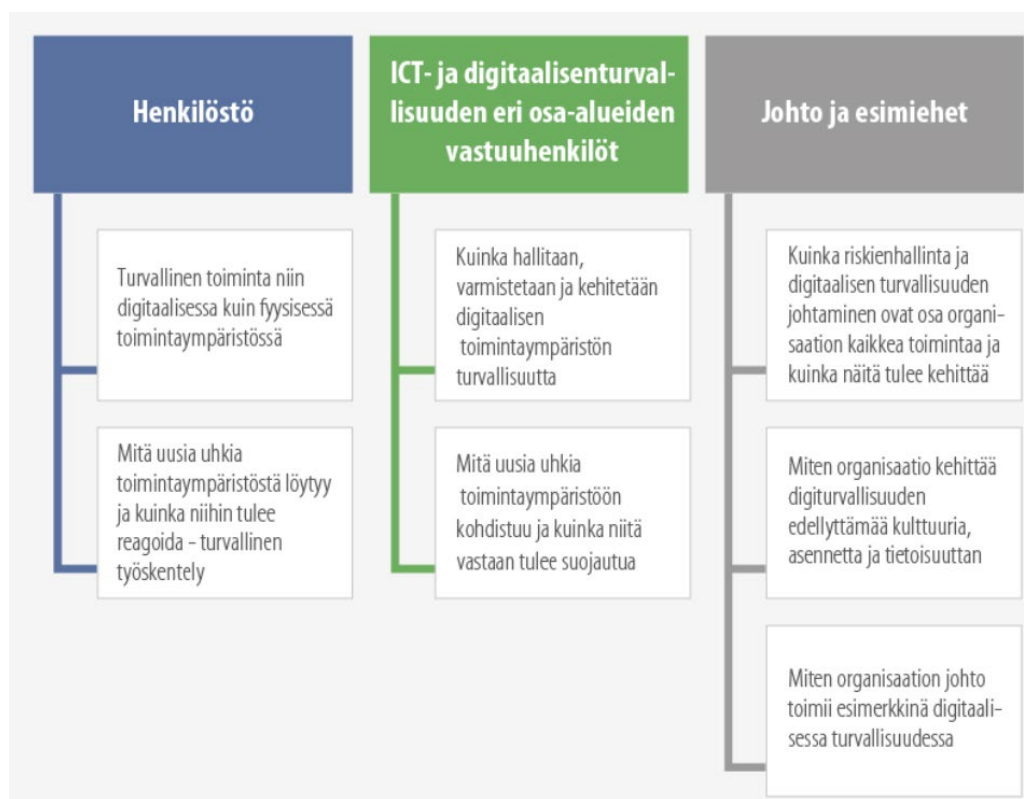 Henkilöstö
Turvallinen toiminta niin
digitaalisessa kuin fyysisessä
toimintaympäristössä
Mitä uusia uhkia
toimintaympäristöstä löytyy
ja kuinka niihin tulee
reagoida - turvallinen
työskentely
ICT- ja digitaalisenturval-
lisuuden eri osa-alueiden
vastuuhenkilöt
Kuinka hallitaan,
varmistetaan ja kehitetään
digitaalisen
toimintaympäristön
turvallisuutta
Mitä uusia uhkia
toimintaympäristöön
kohdistuu ja kuinka niitä
vastaan tulee suojautua
Johto ja esimiehet
Kuinka riskienhallinta ja
digitaalisen turvallisuuden
johtaminen ovat osa organi-
saation kaikkea toimintaa ja
kuinka näitä tulee kehittää
Miten organisaatio kehittää
digiturvallisuuden
edellyttämää kulttuuria,
asennetta ja tietoisuuttan
Miten organisaation johto
toimii esimerkkinä digitaali-
sessa turvallisuudessa